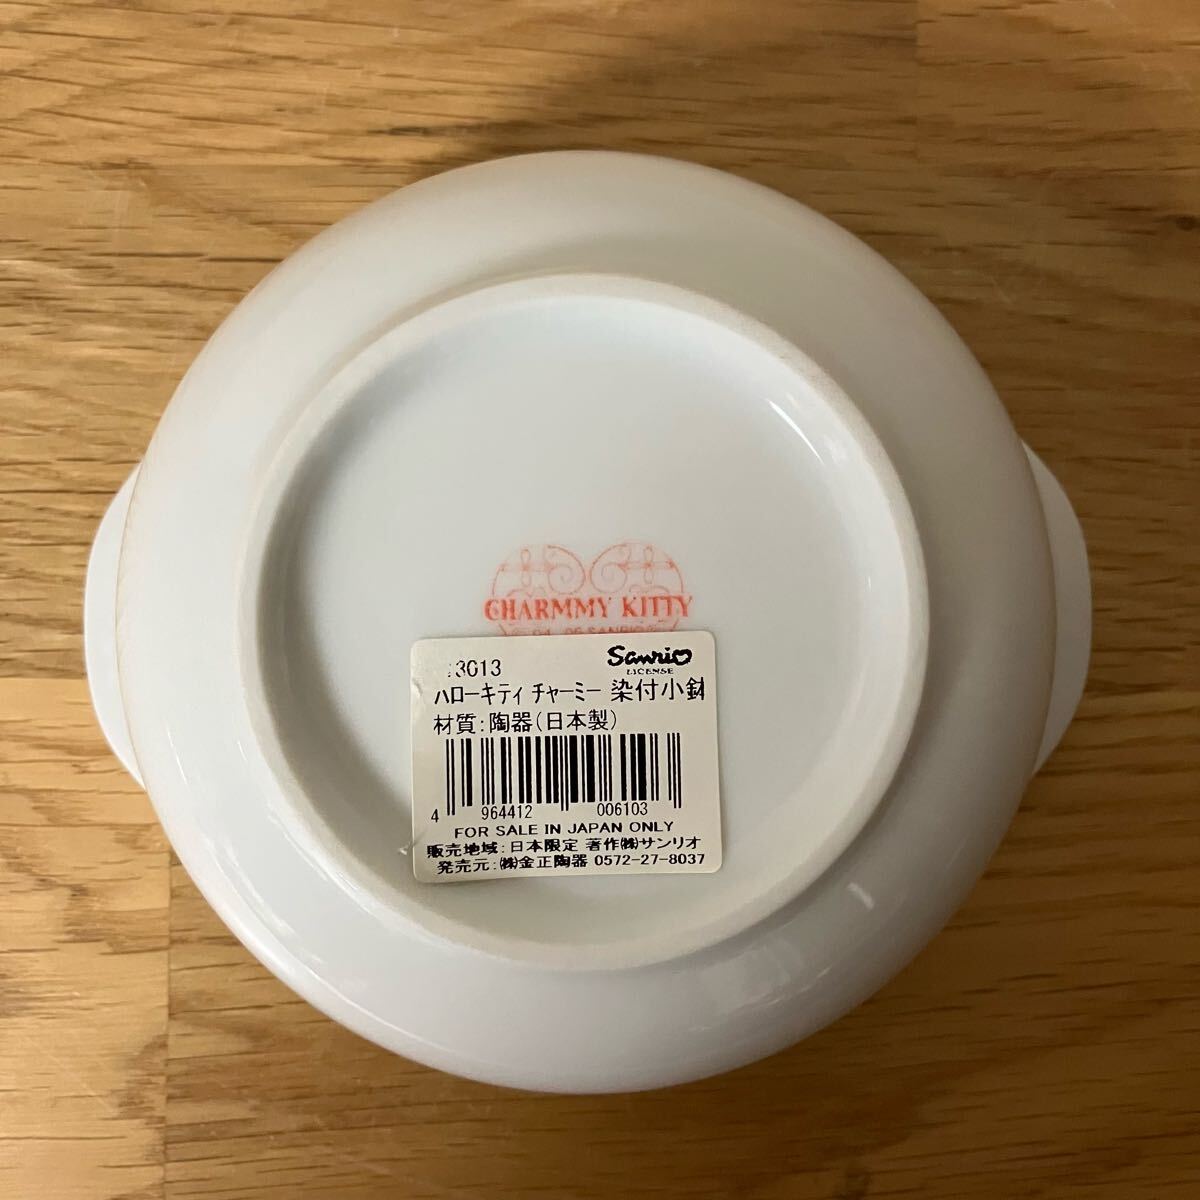 CHARMMY KITTY
3013
Sanrio
LICENSE
ハローキティ チャーミー 染付小鉢
材質:陶器(日本製)
4 964412 006103
FOR SALE IN JAPAN ONLY
販売地域:日本限定 著作㈱サンリオ
発売元:㈱金正陶器 0572-27-8037